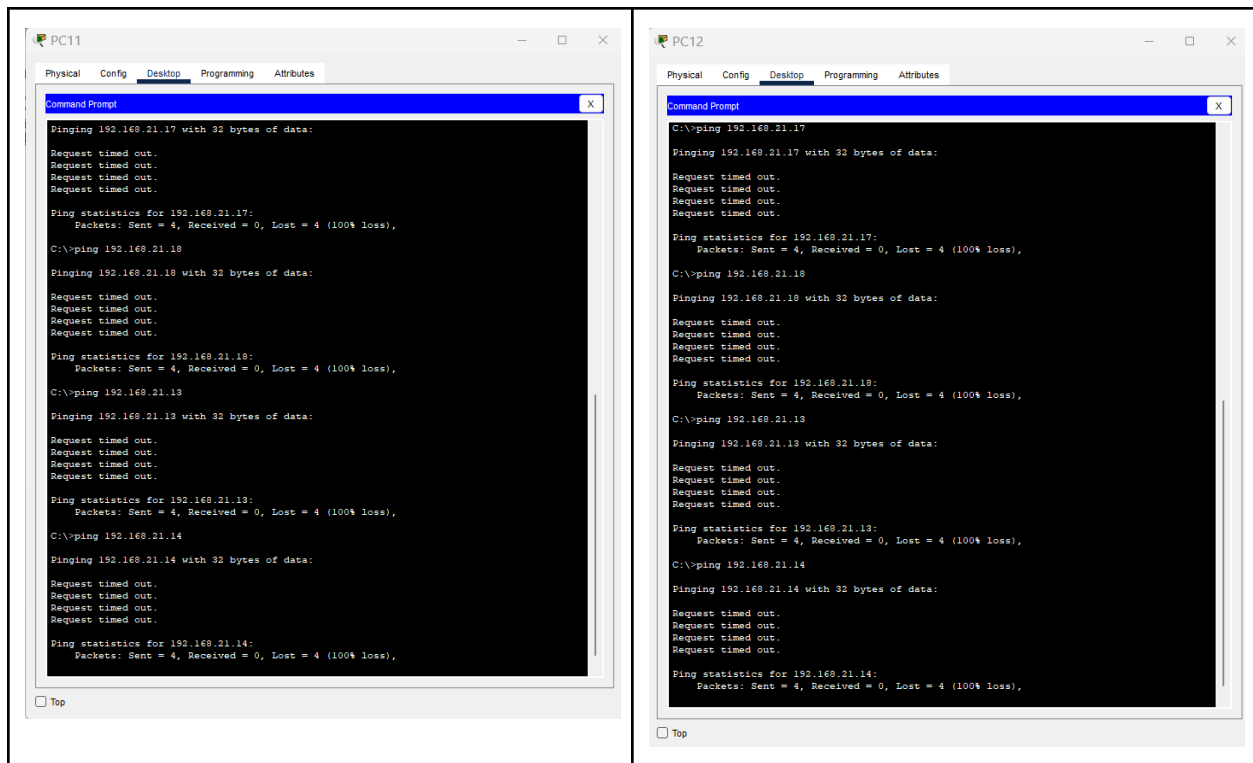 PC11
Physical Config Desktop Programming Attributes
Command Prompt X
Pinging 192.168.21.17 with 32 bytes of data:
Request timed out.
Request timed out.
Request timed out.
Request timed out.
Ping statistics for 192.168.21.17:
Packets: Sent = 4, Received = 0, Lost = 4 (100% loss),
C:\>ping 192.168.21.18
Pinging 192.168.21.18 with 32 bytes of data:
Request timed out.
Request timed out.
Request timed out.
Request timed out.
Ping statistics for 192.168.21.18:
Packets: Sent = 4, Received = 0, Lost = 4 (100% loss),
C:\>ping 192.168.21.13
Pinging 192.168.21.13 with 32 bytes of data:
Request timed out.
Request timed out.
Request timed out.
Request timed out.
Ping statistics for 192.168.21.13:
Packets: Sent = 4, Received = 0, Lost = 4 (100% loss),
C:\>ping 192.168.21.14
Pinging 192.168.21.14 with 32 bytes of data:
Request timed out.
Request timed out.
Request timed out.
Request timed out.
Ping statistics for 192.168.21.14:
Packets: Sent = 4, Received = 0, Lost = 4 (100% loss),
Top
PC12
Physical Config Desktop Programming Attributes
Command Prompt X
C:\>ping 192.168.21.17
Pinging 192.168.21.17 with 32 bytes of data:
Request timed out.
Request timed out.
Request timed out.
Request timed out.
Ping statistics for 192.168.21.17:
Packets: Sent = 4, Received = 0, Lost = 4 (100% loss),
C:\>ping 192.168.21.18
Pinging 192.168.21.18 with 32 bytes of data:
Request timed out.
Request timed out.
Request timed out.
Request timed out.
Ping statistics for 192.168.21.18:
Packets: Sent = 4, Received = 0, Lost = 4 (100% loss),
C:\>ping 192.168.21.13
Pinging 192.168.21.13 with 32 bytes of data:
Request timed out.
Request timed out.
Request timed out.
Request timed out.
Ping statistics for 192.168.21.13:
Packets: Sent = 4, Received = 0, Lost = 4 (100% loss),
C:\>ping 192.168.21.14
Pinging 192.168.21.14 with 32 bytes of data:
Request timed out.
Request timed out.
Request timed out.
Request timed out.
Ping statistics for 192.168.21.14:
Packets: Sent = 4, Received = 0, Lost = 4 (100% loss),
Top